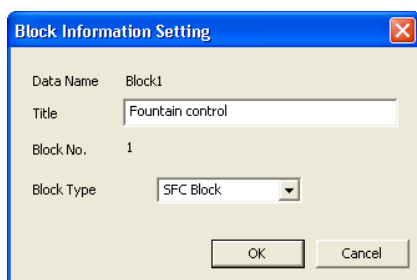 Block Information Setting
Data Name Block1
Title Fountain control
Block No. 1
Block Type SFC Block
OK Cancel